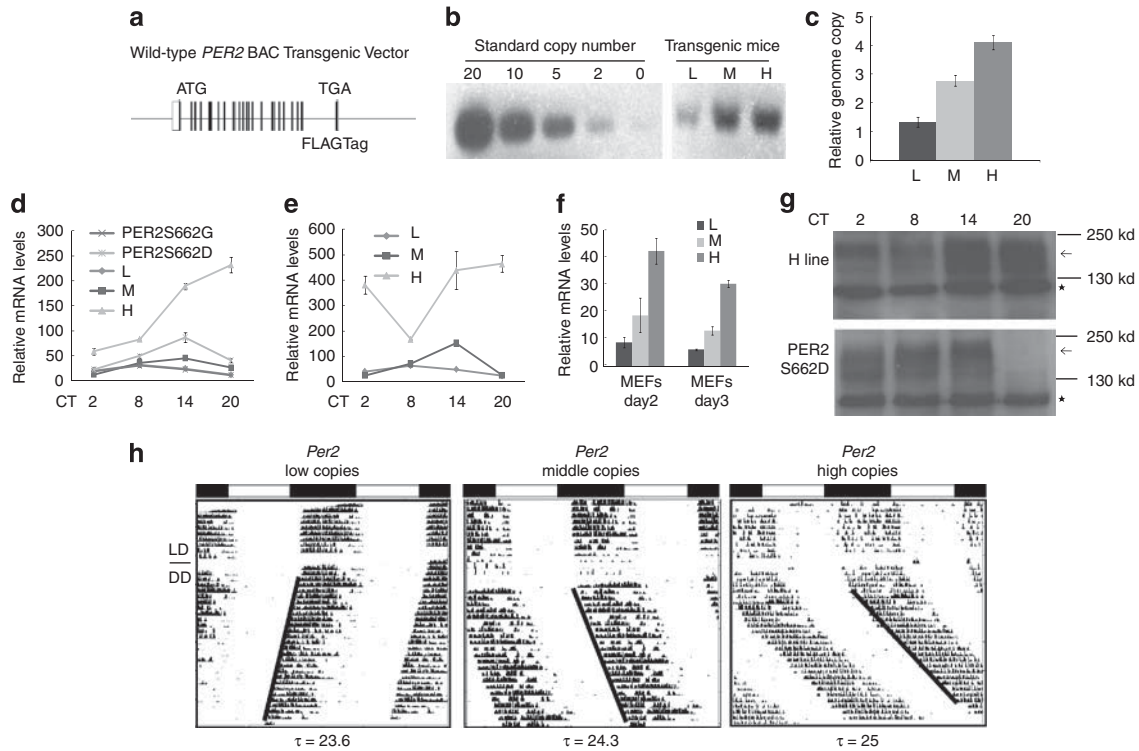 a
Wild-type PER2 BAC Transgenic Vector
ATG
TGA
FLAGTag
b
Standard copy number
Transgenic mice
20 10 5 2 0
L M H
c
Relative genome copy
5
4
3
2
1
0
L M H
d
Relative mRNA levels
300
250
200
150
100
50
0
PER2S662G
PER2S662D
L
M
H
CT 2 8 14 20
e
Relative mRNA levels
600
500
400
300
200
100
0
L
M
H
CT 2 8 14 20
f
Relative mRNA levels
50
40
30
20
10
0
L
M
H
MEFs day2
MEFs day3
g
CT 2 8 14 20
H line
250 kd
←
130 kd
★
PER2
S662D
250 kd
←
130 kd
★
h
Per2
low copies
Per2
middle copies
Per2
high copies
LD
DD
τ = 23.6
τ = 24.3
τ = 25